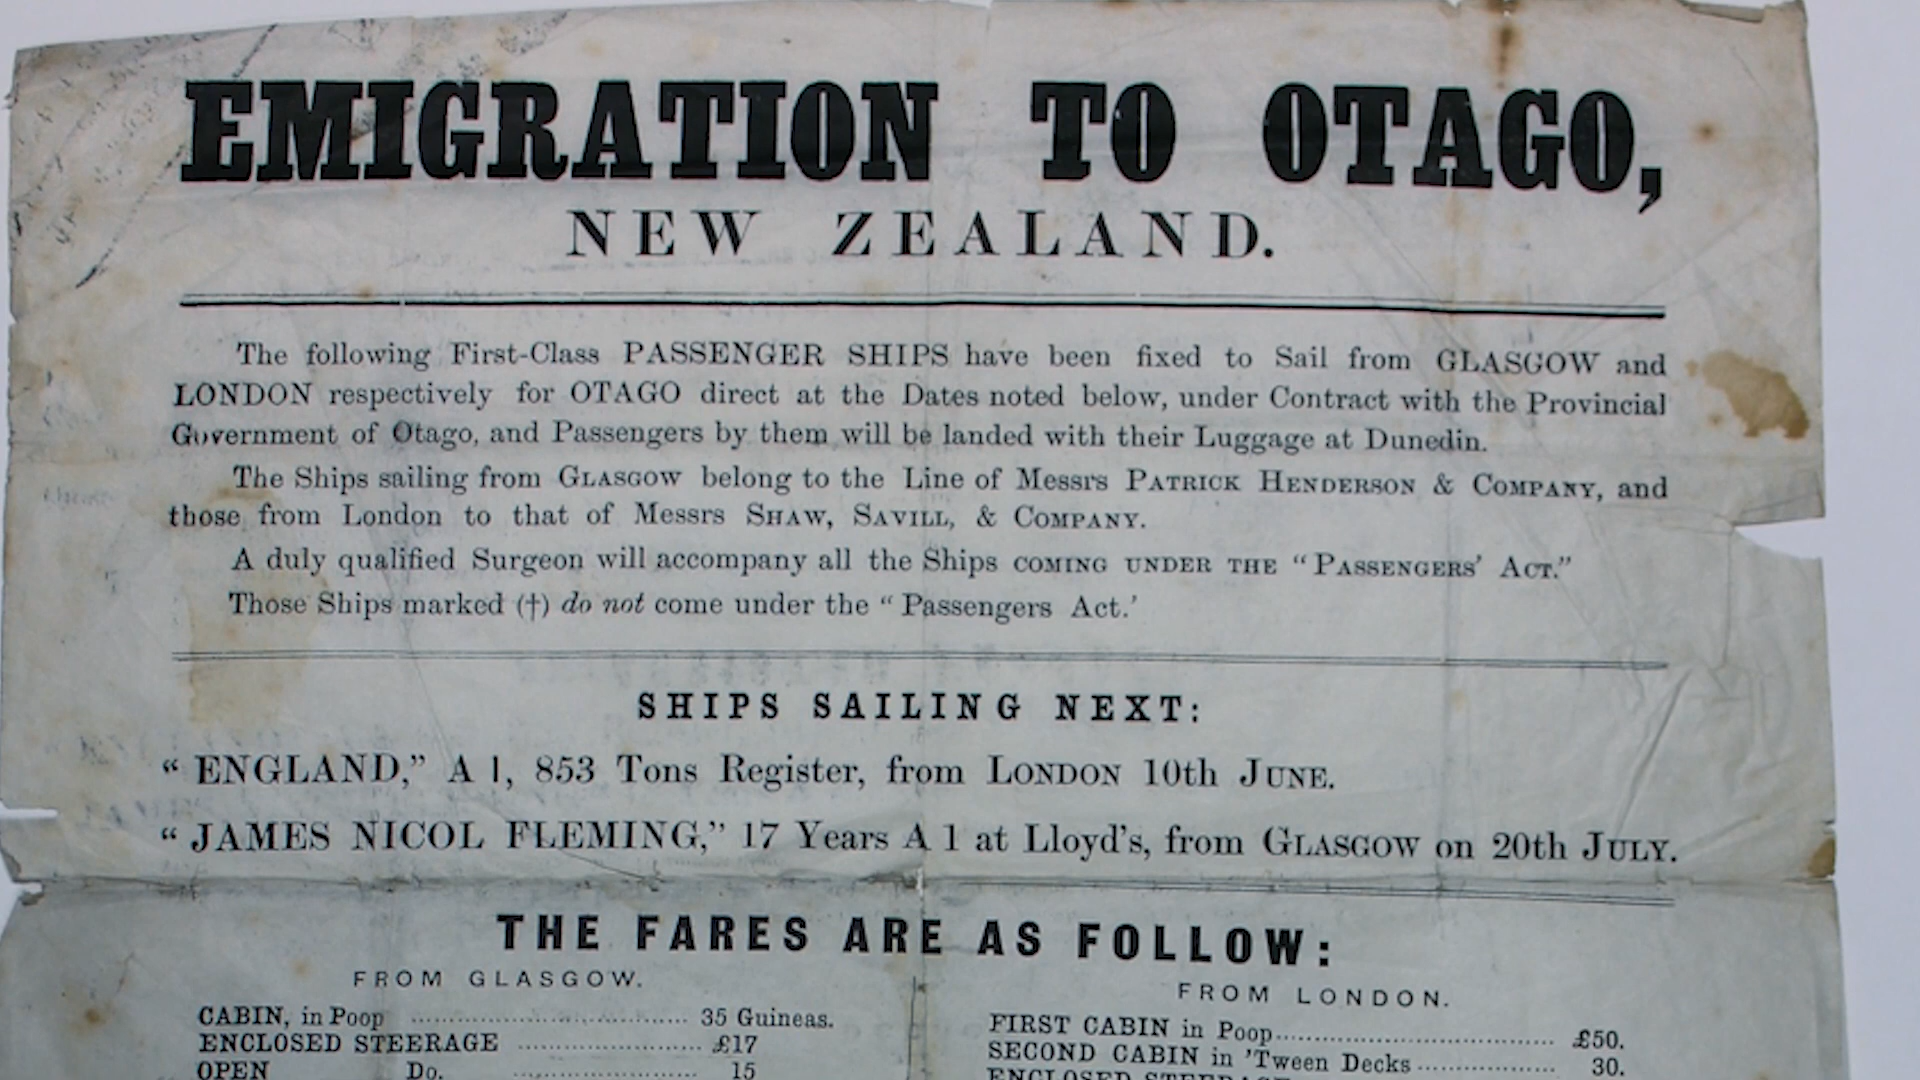 EMIGRATION TO OTAGO,
NEW ZEALAND.
The following First-Class PASSENGER SHIPS have been fixed to Sail from GLASGOW and
LONDON respectively for OTAGO direct at the Dates noted below, under Contract with the Provincial
Government of Otago, and Passengers by them will be landed with their Luggage at Dunedin.
The Ships sailing from GLASGOW belong to the Line of Messrs PATRICK HENDERSON & COMPANY, and
those from London to that of Messrs SHAW, SAVILL, & COMPANY.
A duly qualified Surgeon will accompany all the Ships COMING UNDER THE “PASSENGERS’ ACT.”
Those Ships marked (†) do not come under the “Passengers Act.’
SHIPS SAILING NEXT:
“ENGLAND,” A 1, 853 Tons Register, from LONDON 10th JUNE.
“JAMES NICOL FLEMING,” 17 Years A 1 at Lloyd's, from GLASGOW on 20th JULY.
THE FARES ARE AS FOLLOW:
FROM GLASGOW.
CABIN, in Poop ........ 35 Guineas.
ENCLOSED STEERAGE ........ £17
OPEN Do. ........ 15
FROM LONDON.
FIRST CABIN in Poop ........ £50.
SECOND CABIN in 'Tween Decks ........ 30.
ENCLOSED STEERAGE